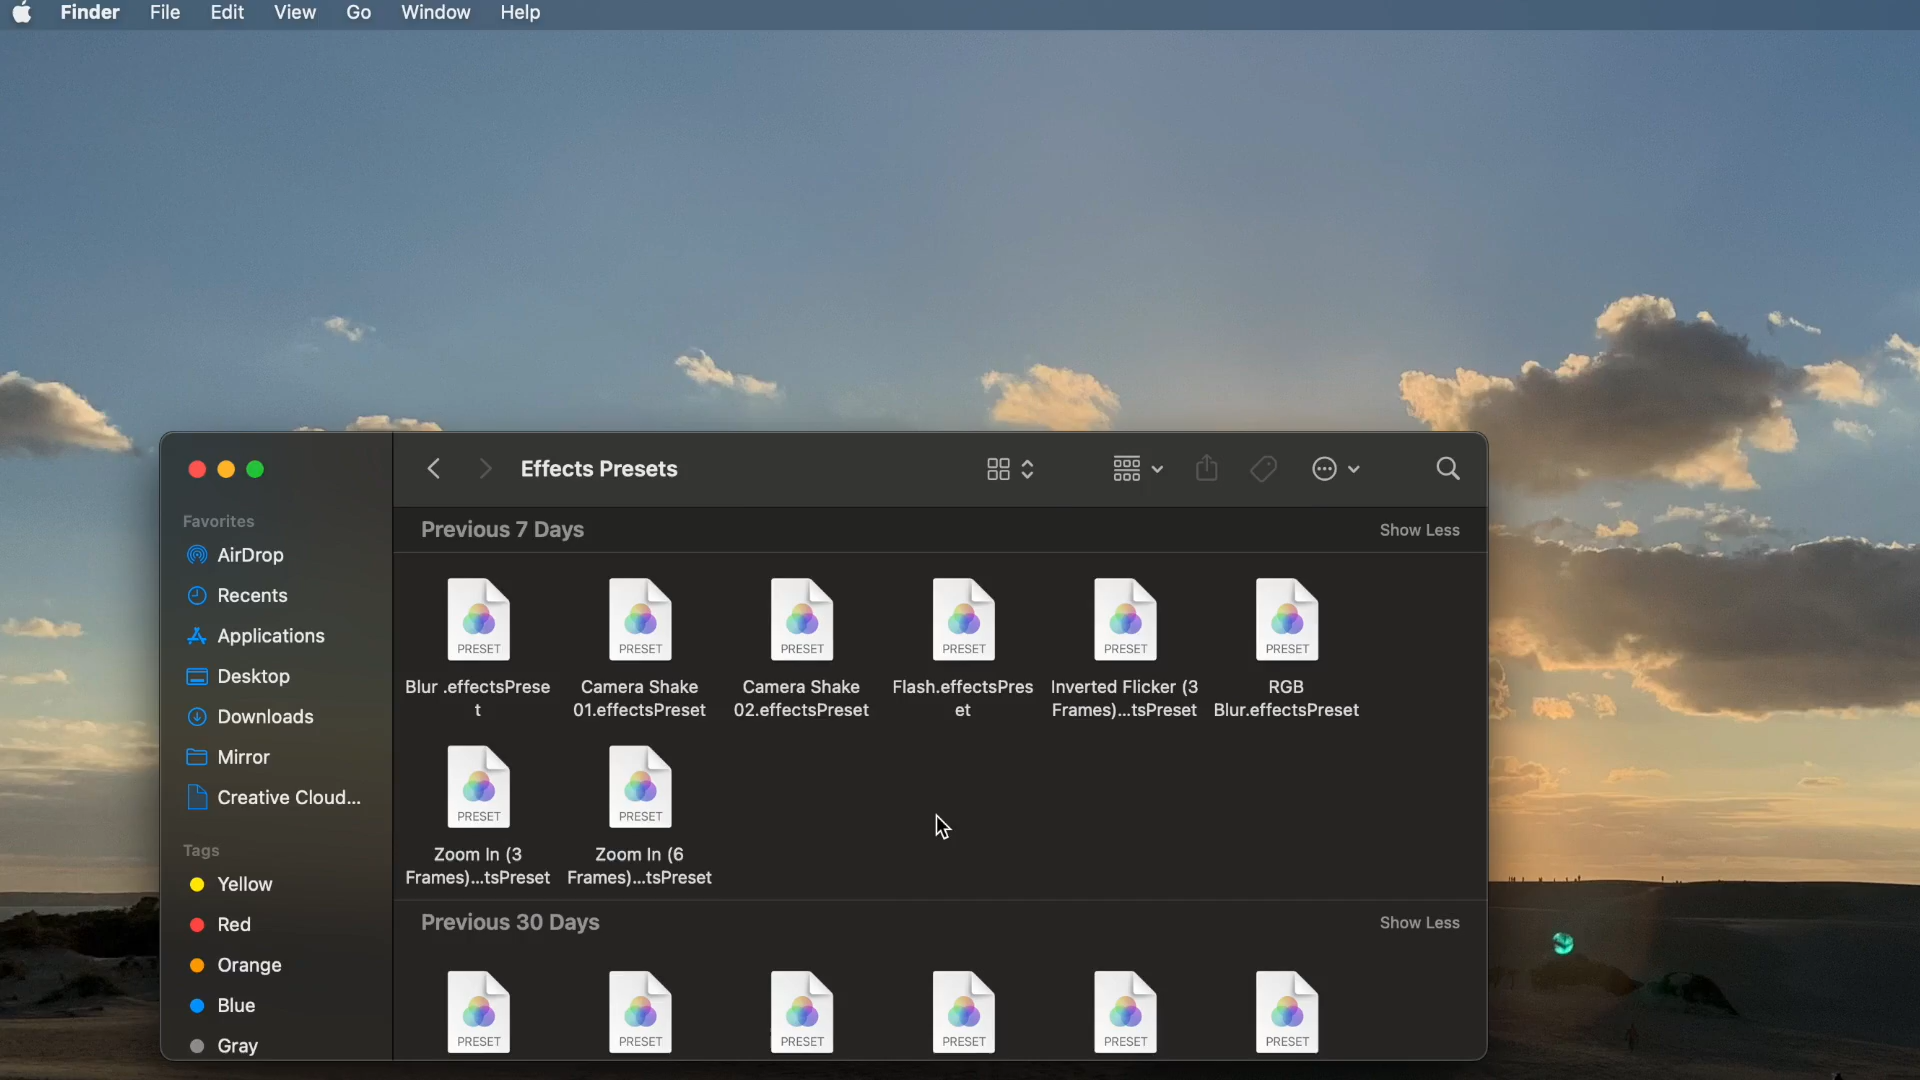 Finder File Edit View Go Window Help
Effects Presets
Favorites
AirDrop
Recents
Applications
Desktop
Downloads
Mirror
Creative Cloud...
Tags
Yellow
Red
Orange
Blue
Gray
Previous 7 Days Show Less
PRESET PRESET PRESET PRESET PRESET PRESET
Blur .effectsPrese Camera Shake Camera Shake Flash.effectsPres Inverted Flicker (3 RGB
t 01.effectsPreset 02.effectsPreset et Frames)...tsPreset Blur.effectsPreset
PRESET PRESET
Zoom In (3 Zoom In (6
Frames)...tsPreset Frames)...tsPreset
Previous 30 Days Show Less
PRESET PRESET PRESET PRESET PRESET PRESET